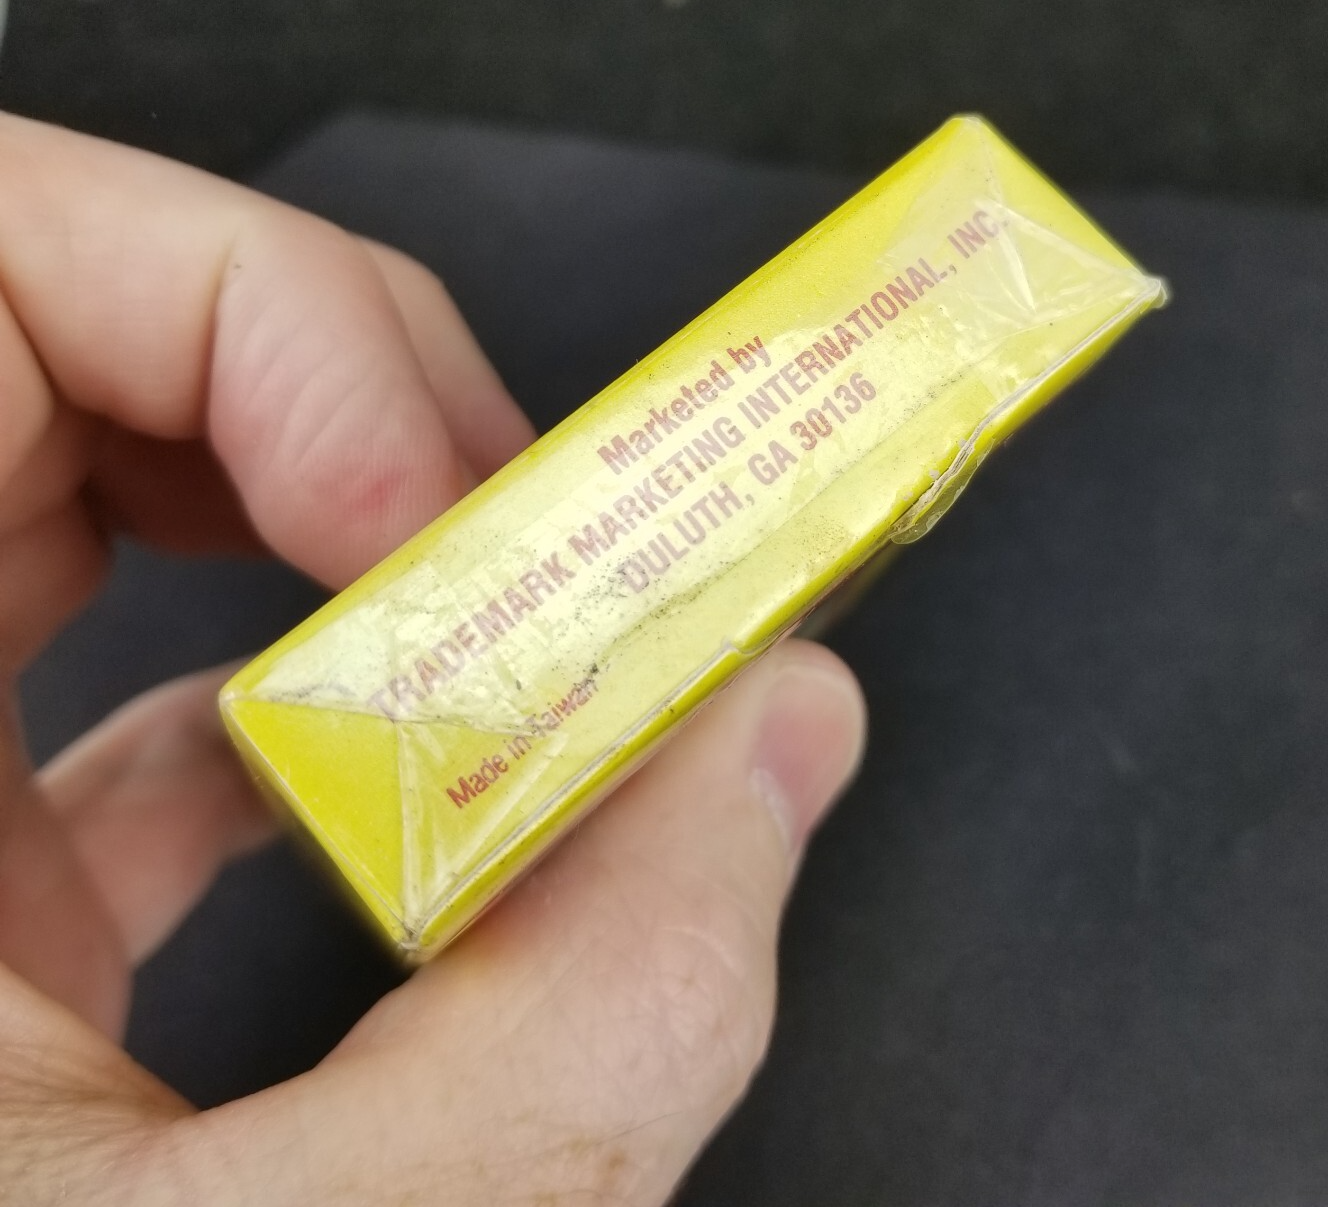 Marketed by
TRADEMARK MARKETING INTERNATIONAL, INC.
DULUTH, GA 30136
Made in Taiwan